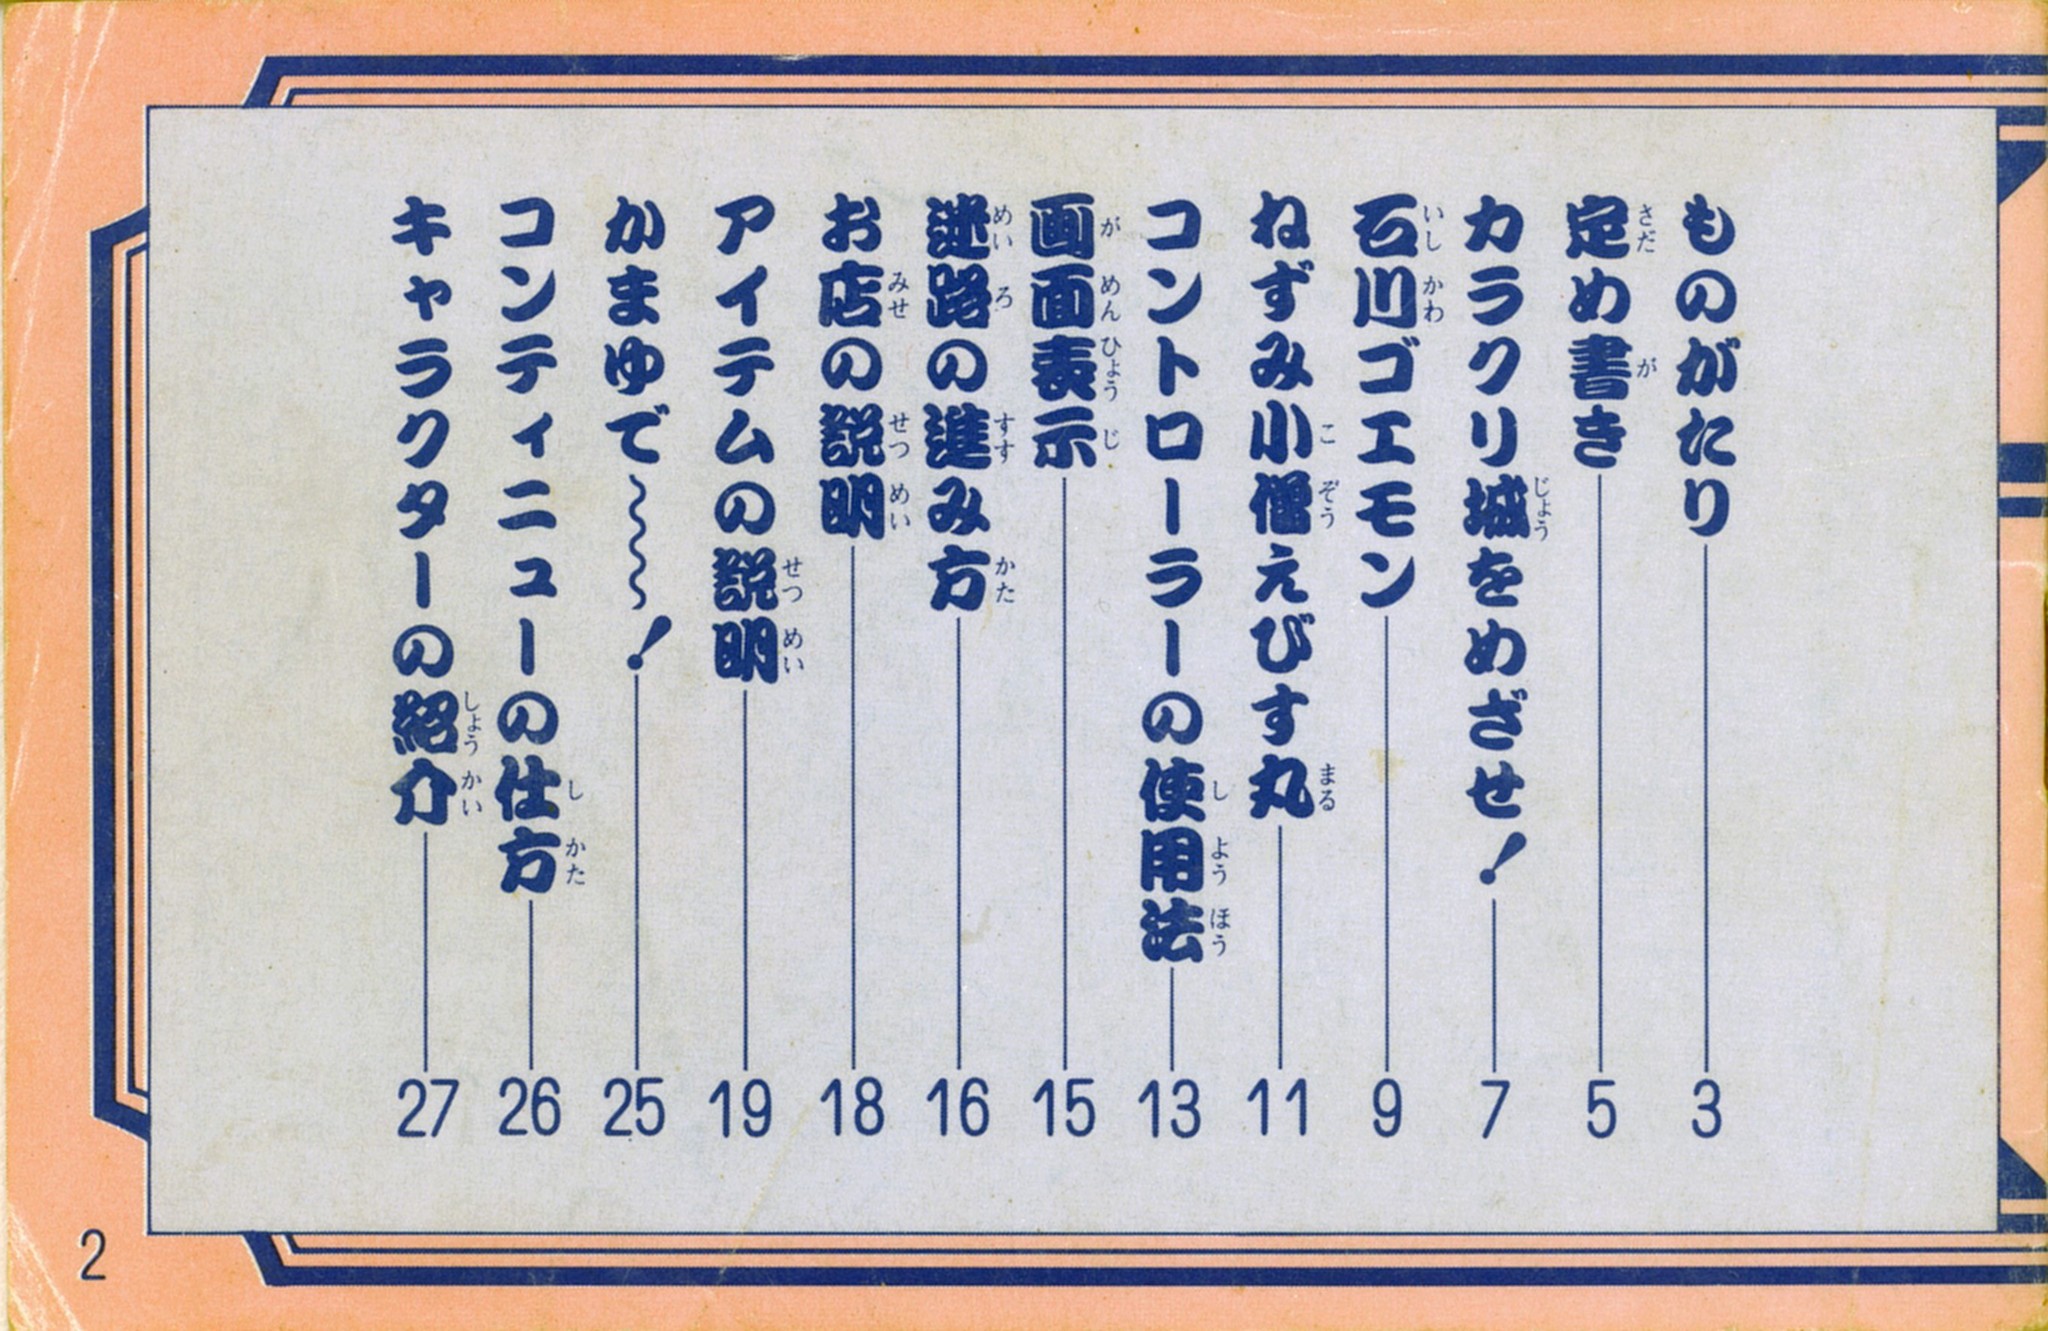 ものがたり 3
定め書き 5
カラクリ城をめざせ! 7
石川ゴエモン 9
ねずみ小僧えびす丸 11
コントローラーの使用法 13
画面表示 15
迷路の進み方 16
お店の説明 18
アイテムの説明 19
かまゆで〜〜! 25
コンティニューの仕方 26
キャラクターの紹介 27
2